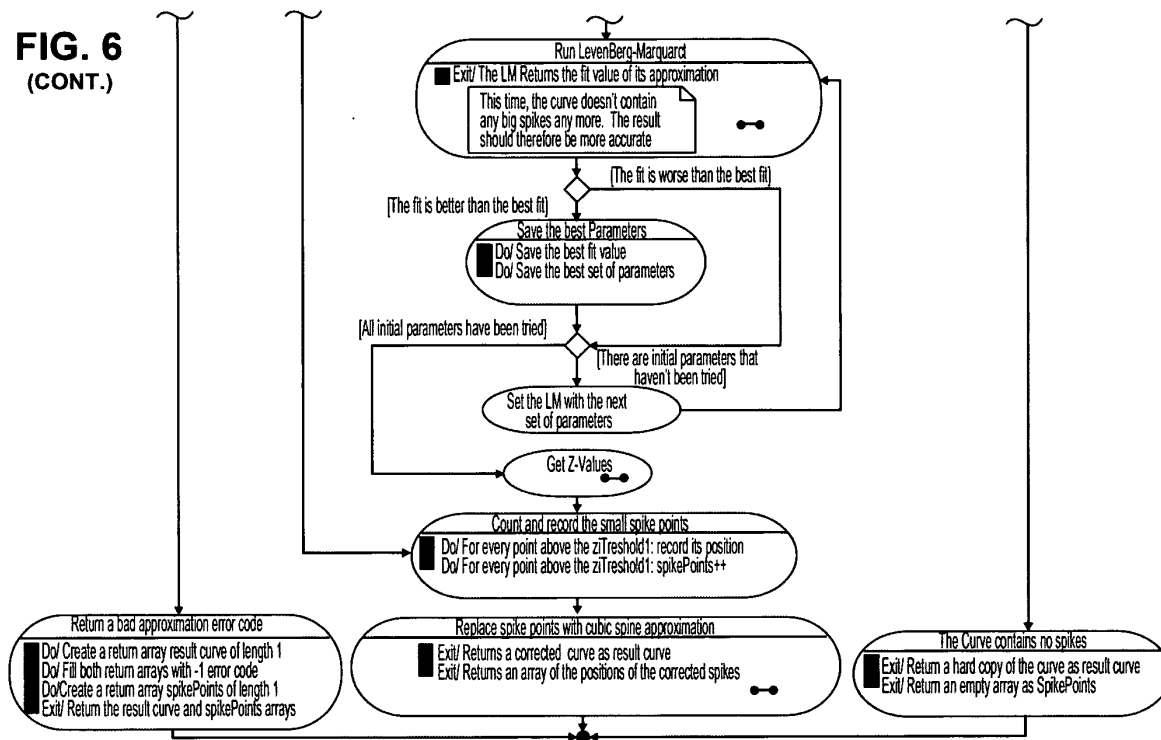 FIG. 6
(CONT.)
Run LevenBerg-Marquarct
Exit/ The LM Returns the fit value of its approximation
This time, the curve doesn't contain
any big spikes any more. The result
should therefore be more accurate
[The fit is worse than the best fit]
[The fit is better than the best fit]
Save the best Parameters
Do/ Save the best fit value
Do/ Save the best set of parameters
[All initial parameters have been tried]
[There are initial parameters that
haven't been tried]
Set the LM with the next
set of parameters
Get Z-Values
Count and record the small spike points
Do/ For every point above the ziTreshold1: record its position
Do/ For every point above the ziTreshold1: spikePoints++
Return a bad approximation error code
Do/ Create a return array result curve of length 1
Do/ Fill both return arrays with -1 error code
Do/Create a return array spikePoints of length 1
Exit/ Return the result curve and spikePoints arrays
Replace spike points with cubic spine approximation
Exit/ Returns a corrected curve as result curve
Exit/ Returns an array of the positions of the corrected spikes
The Curve contains no spikes
Exit/ Return a hard copy of the curve as result curve
Exit/ Return an empty array as SpikePoints